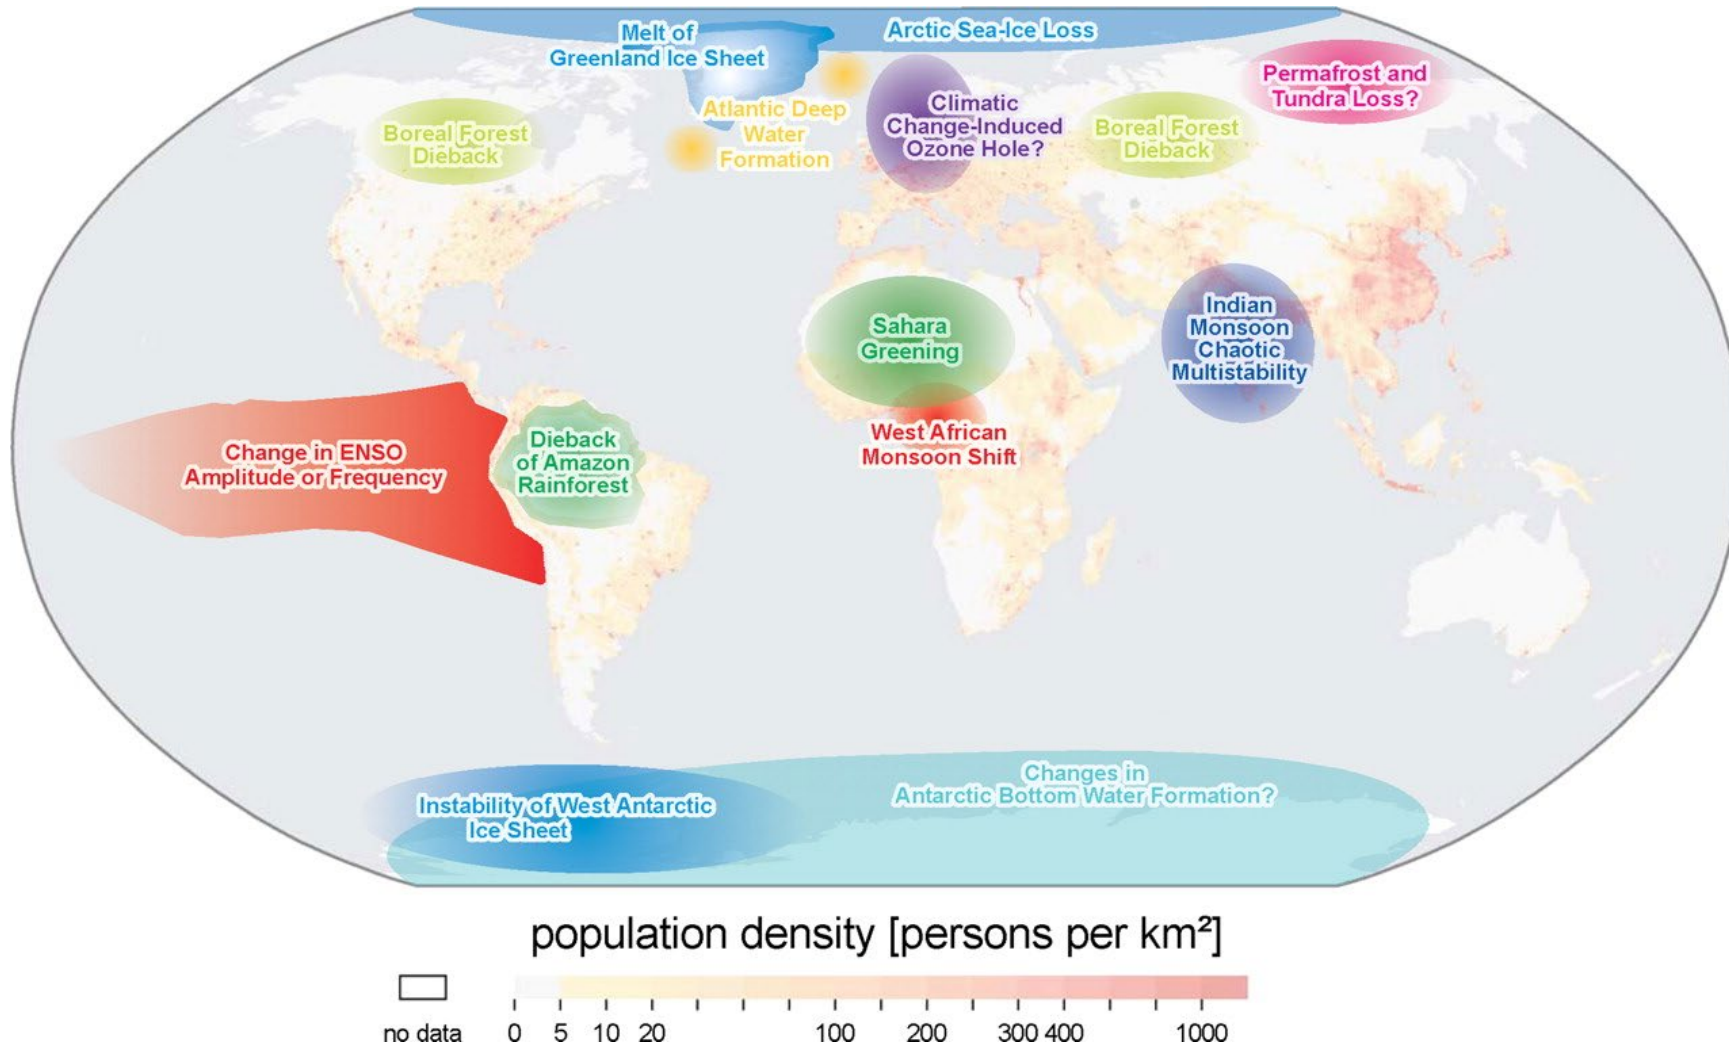 Melt of
Greenland Ice Sheet
Arctic Sea-Ice Loss
Permafrost and
Tundra Loss?
Atlantic Deep
Water
Formation
Climatic
Change-Induced
Ozone Hole?
Boreal Forest
Dieback
Boreal Forest
Dieback
Sahara
Greening
Indian
Monsoon
Chaotic
Multistability
West African
Monsoon Shift
Change in ENSO
Amplitude or Frequency
Dieback
of Amazon
Rainforest
Instability of West Antarctic
Ice Sheet
Changes in
Antarctic Bottom Water Formation?
population density [persons per km²]
no data 0 5 10 20 100 200 300 400 1000